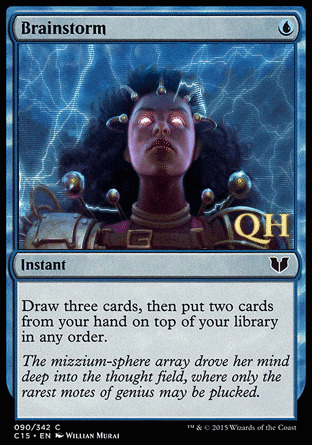 Brainstorm
QH
Instant
Draw three cards, then put two cards
from your hand on top of your library
in any order.
The mizzium-sphere array drove her mind
deep into the thought field, where only the
rarest motes of genius may be plucked.
090/342 C
C15 • EN Willian Murai
™ & © 2015 Wizards of the Coast